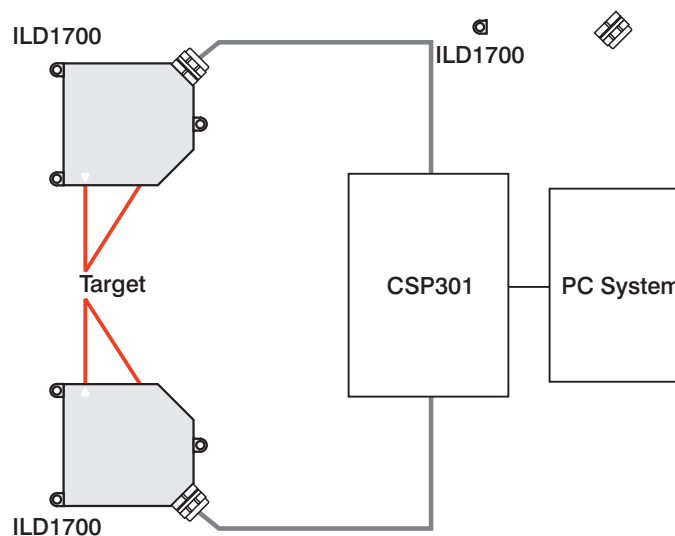 ILD1700
ILD1700
Target
CSP301
PC System
ILD1700